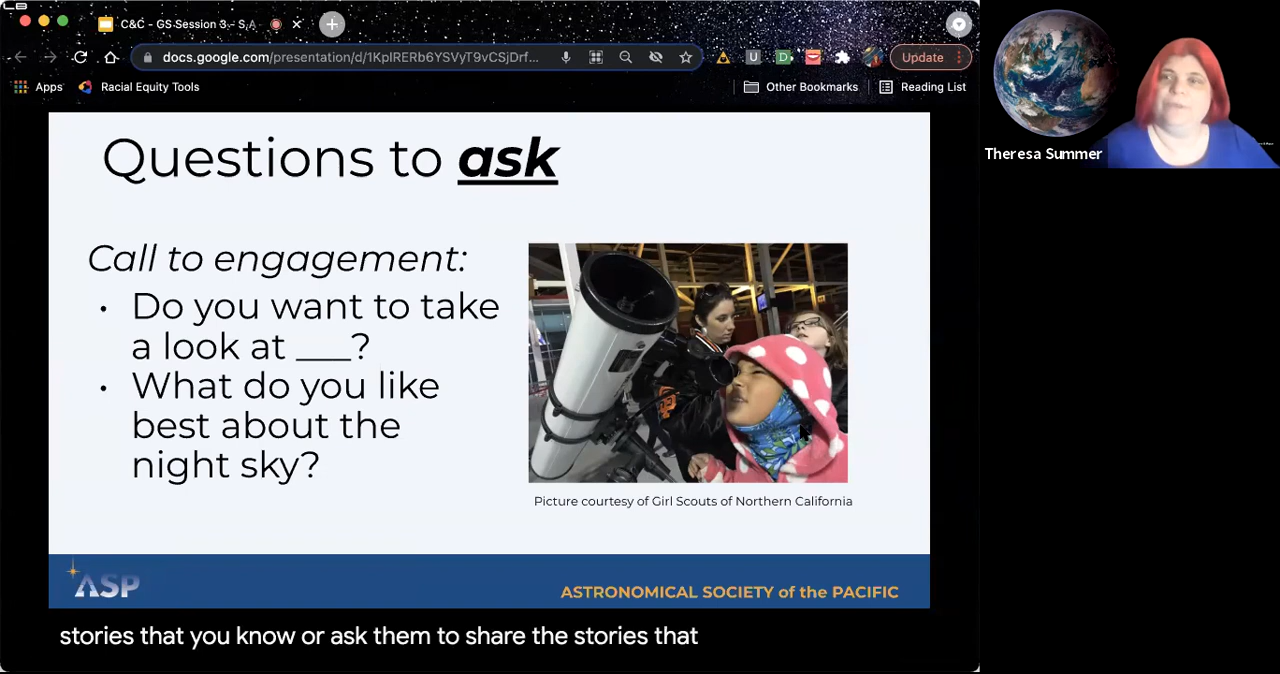 C&C - GS Session 3 - S,A
docs.google.com/presentation/d/1KpIRERb6YSVyT9vCSjDrf...
Update
Apps
Racial Equity Tools
Other Bookmarks
Reading List
Theresa Summer
Questions to ask
Call to engagement:
• Do you want to take
a look at ___?
• What do you like
best about the
night sky?
Picture courtesy of Girl Scouts of Northern California
ASP
ASTRONOMICAL SOCIETY of the PACIFIC
stories that you know or ask them to share the stories that